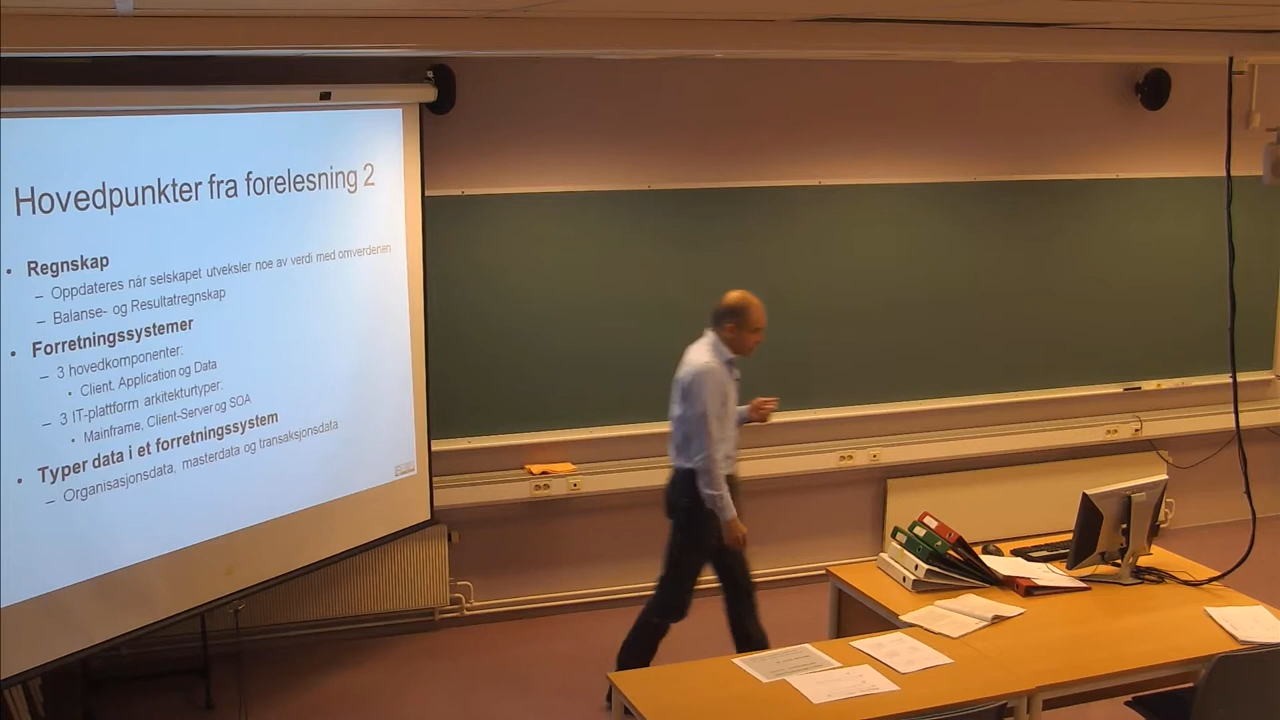 Hovedpunkter fra forelesning 2
• Regnskap
– Oppdateres når selskapet utveksler noe av verdi med omverdenen
– Balanse- og Resultatregnskap
• Forretningssystemer
– 3 hovedkomponenter:
• Client, Application og Data
– 3 IT-plattform arkitekturtyper:
• Mainframe, Client-Server og SOA
• Typer data i et forretningssystem
– Organisasjonsdata, masterdata og transaksjonsdata